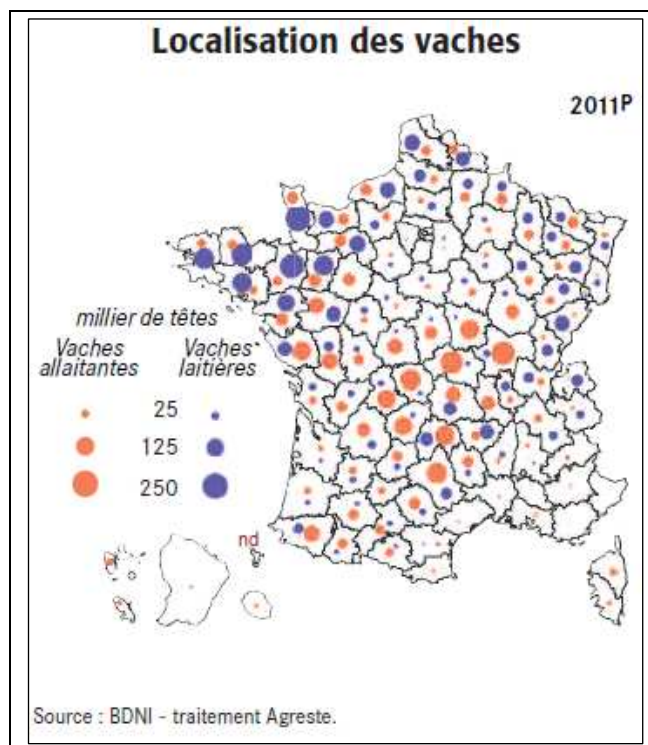 Localisation des vaches
2011P
millier de têtes
Vaches allaitantes
Vaches laitières
25
125
250
nd
Source : BDNI - traitement Agreste.